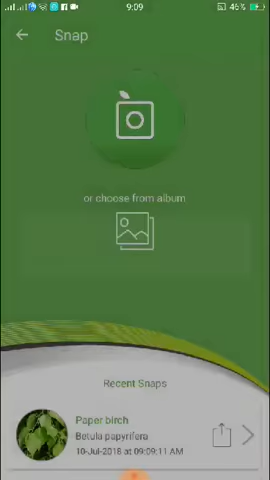 9:09
46%
Snap
or choose from album
Recent Snaps
Paper birch
Betula papyrifera
10-Jul-2018 at 09:09:11 AM